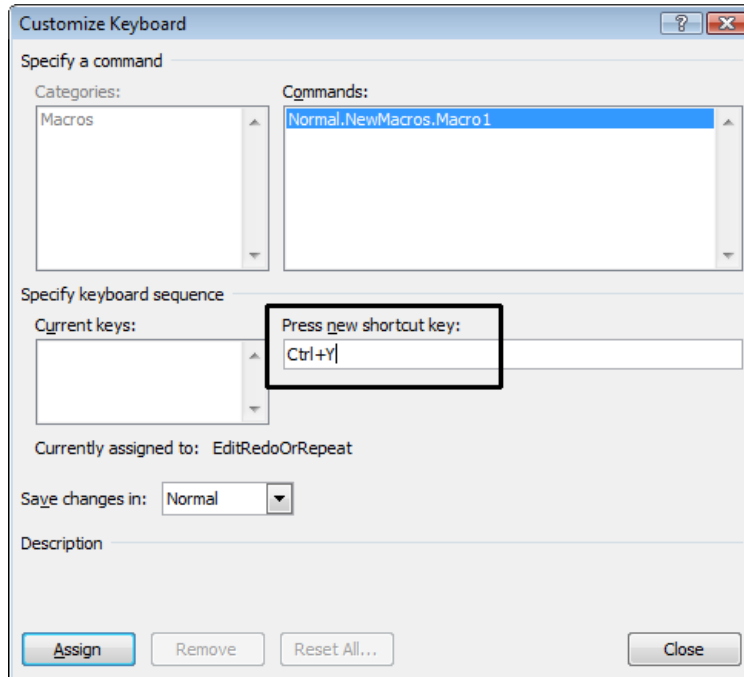 Customize Keyboard
Specify a command
Categories:
Commands:
Macros
Normal.NewMacros.Macro1
Specify keyboard sequence
Current keys:
Press new shortcut key:
Ctrl+Y
Currently assigned to: EditRedoOrRepeat
Save changes in: Normal
Description
Assign Remove Reset All... Close